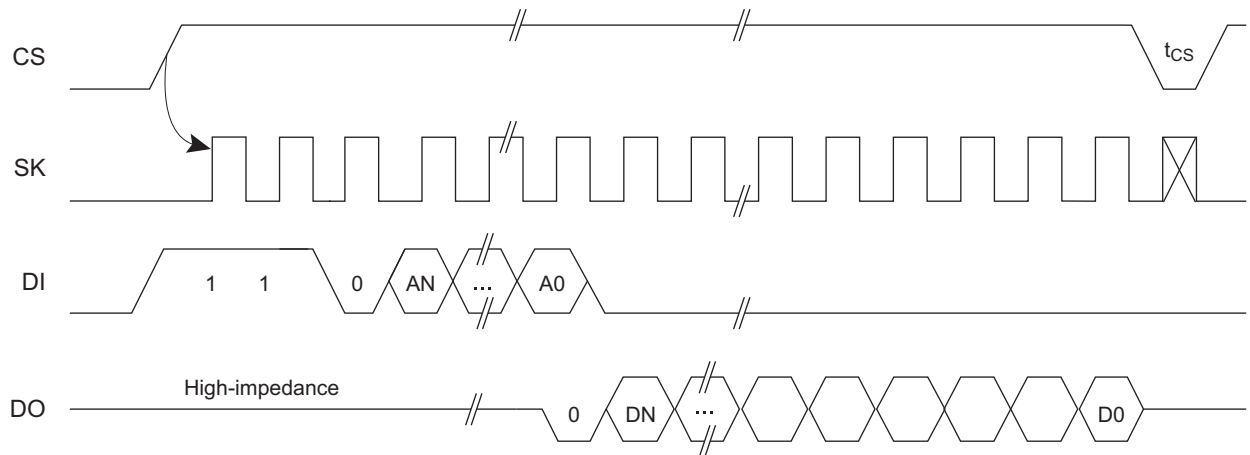 CS
tCS
SK
DI
1 1 0 AN ... A0
High-impedance
DO
0 DN ... D0